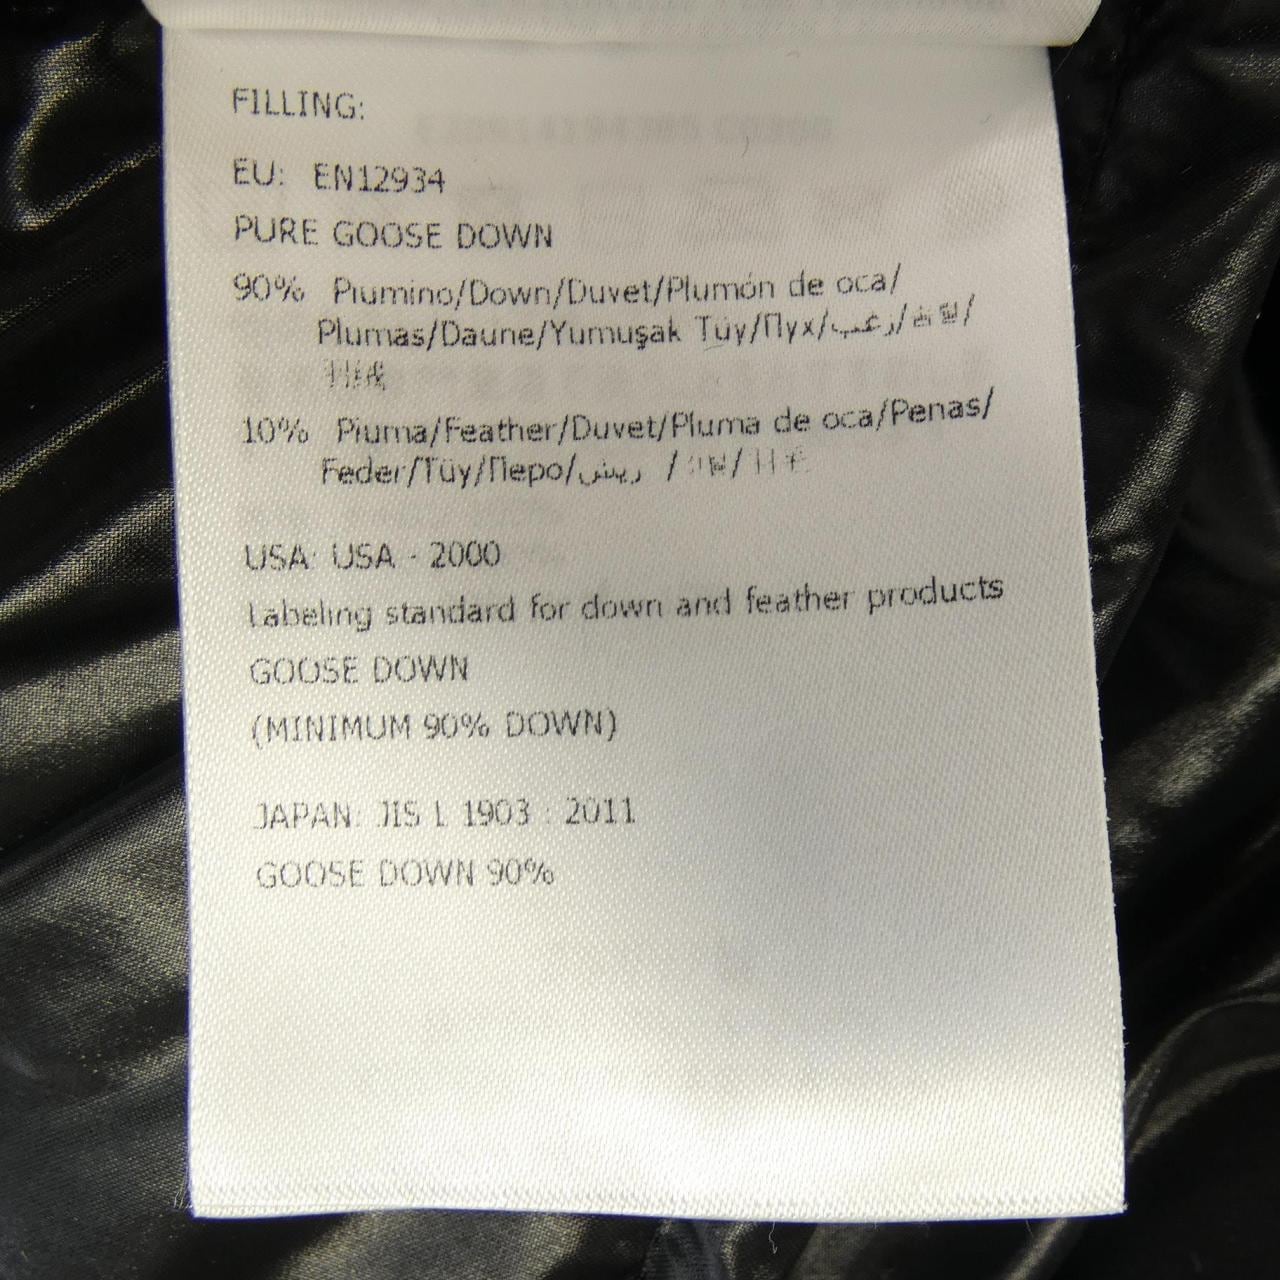 FILLING:
EU: EN12934
PURE GOOSE DOWN
90% Piumino/Down/Duvet/Plumón de oca/
Plumas/Daune/Yumuşak Tüy/Пух/زغب/
10% Piuma/Feather/Duvet/Pluma de oca/Penas/
Feder/Tüy/Перо/ريش /
USA: USA - 2000
Labeling standard for down and feather products
GOOSE DOWN
(MINIMUM 90% DOWN)
JAPAN: JIS L 1903 : 2011
GOOSE DOWN 90%